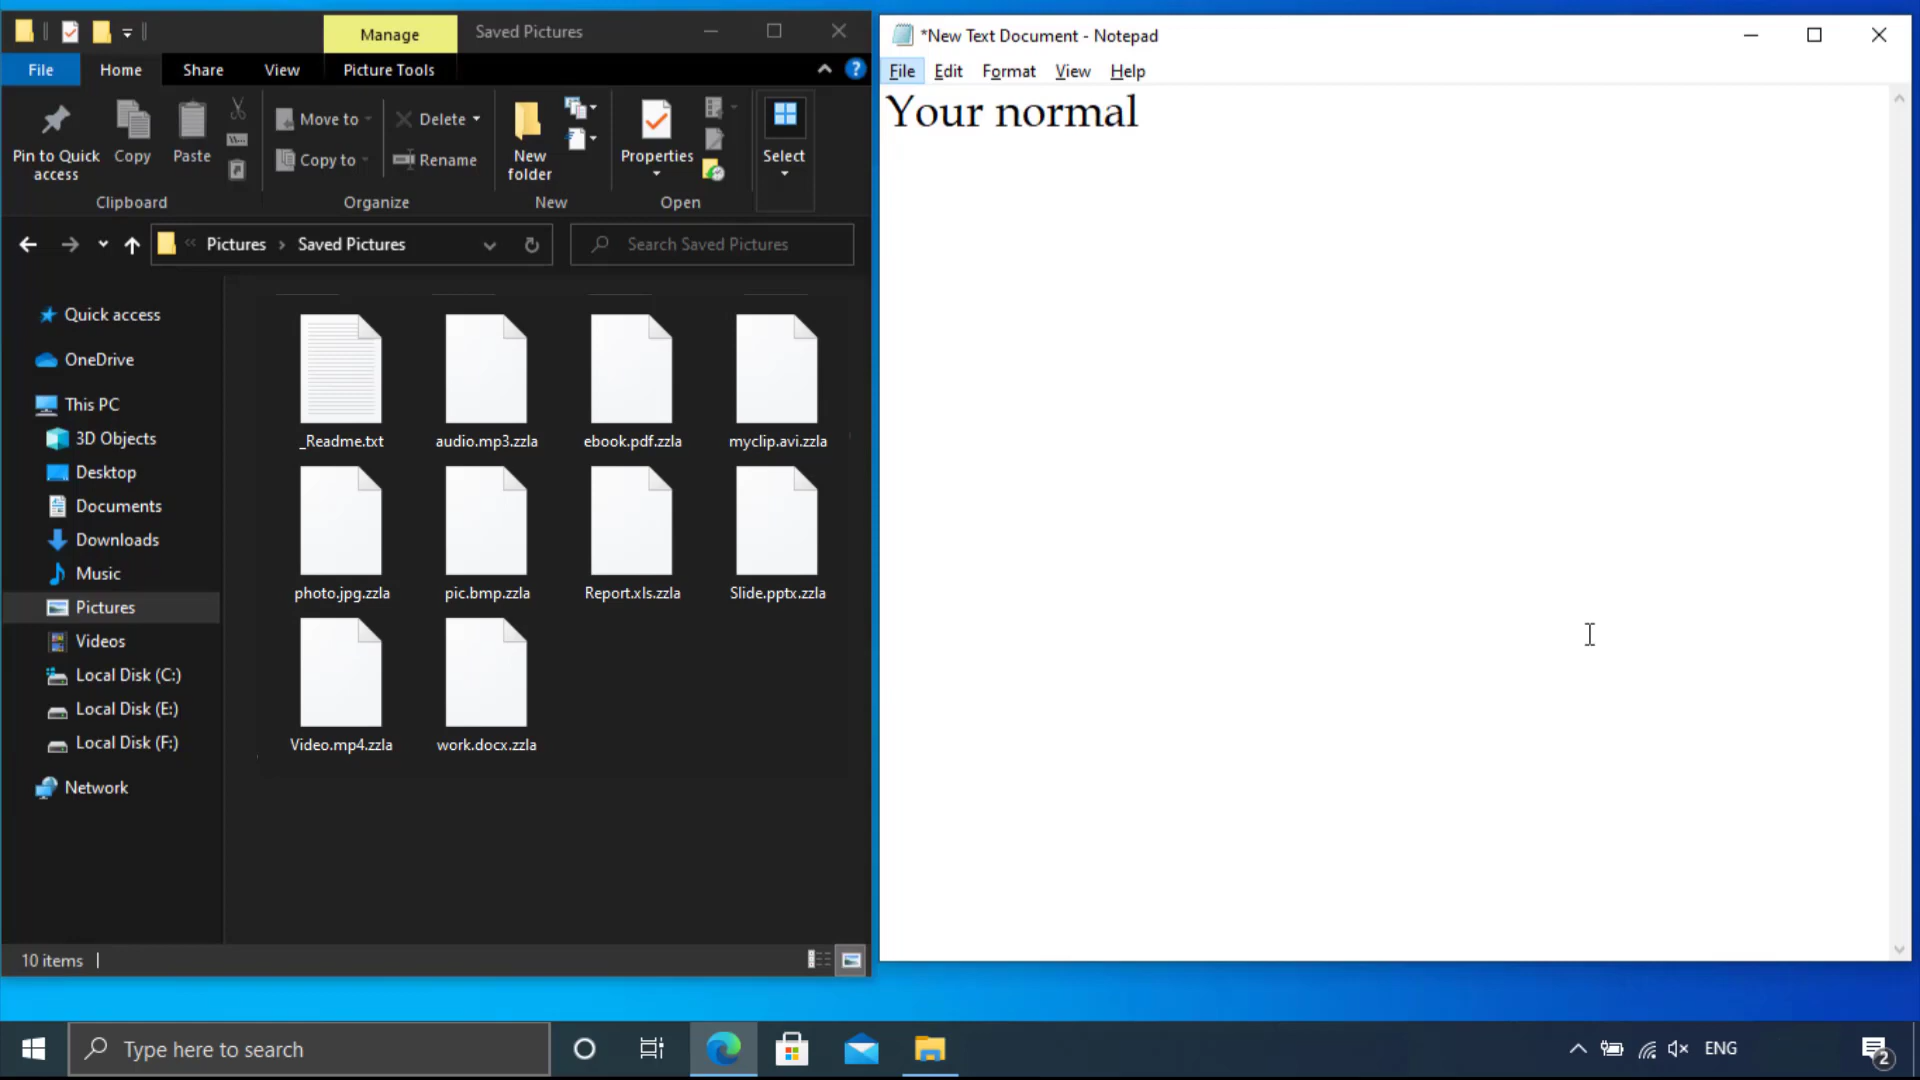 Manage
Saved Pictures
File
Home
Share
View
Picture Tools
Pin to Quick access
Copy
Paste
Move to
Copy to
Delete
Rename
New folder
Properties
Select
Clipboard
Organize
New
Open
Pictures
Saved Pictures
Search Saved Pictures
Quick access
OneDrive
This PC
3D Objects
Desktop
Documents
Downloads
Music
Pictures
Videos
Local Disk (C:)
Local Disk (E:)
Local Disk (F:)
Network
_Readme.txt
audio.mp3.zzla
ebook.pdf.zzla
myclip.avi.zzla
photo.jpg.zzla
pic.bmp.zzla
Report.xls.zzla
Slide.pptx.zzla
Video.mp4.zzla
work.docx.zzla
10 items
*New Text Document - Notepad
File
Edit
Format
View
Help
Your normal
Type here to search
ENG
2